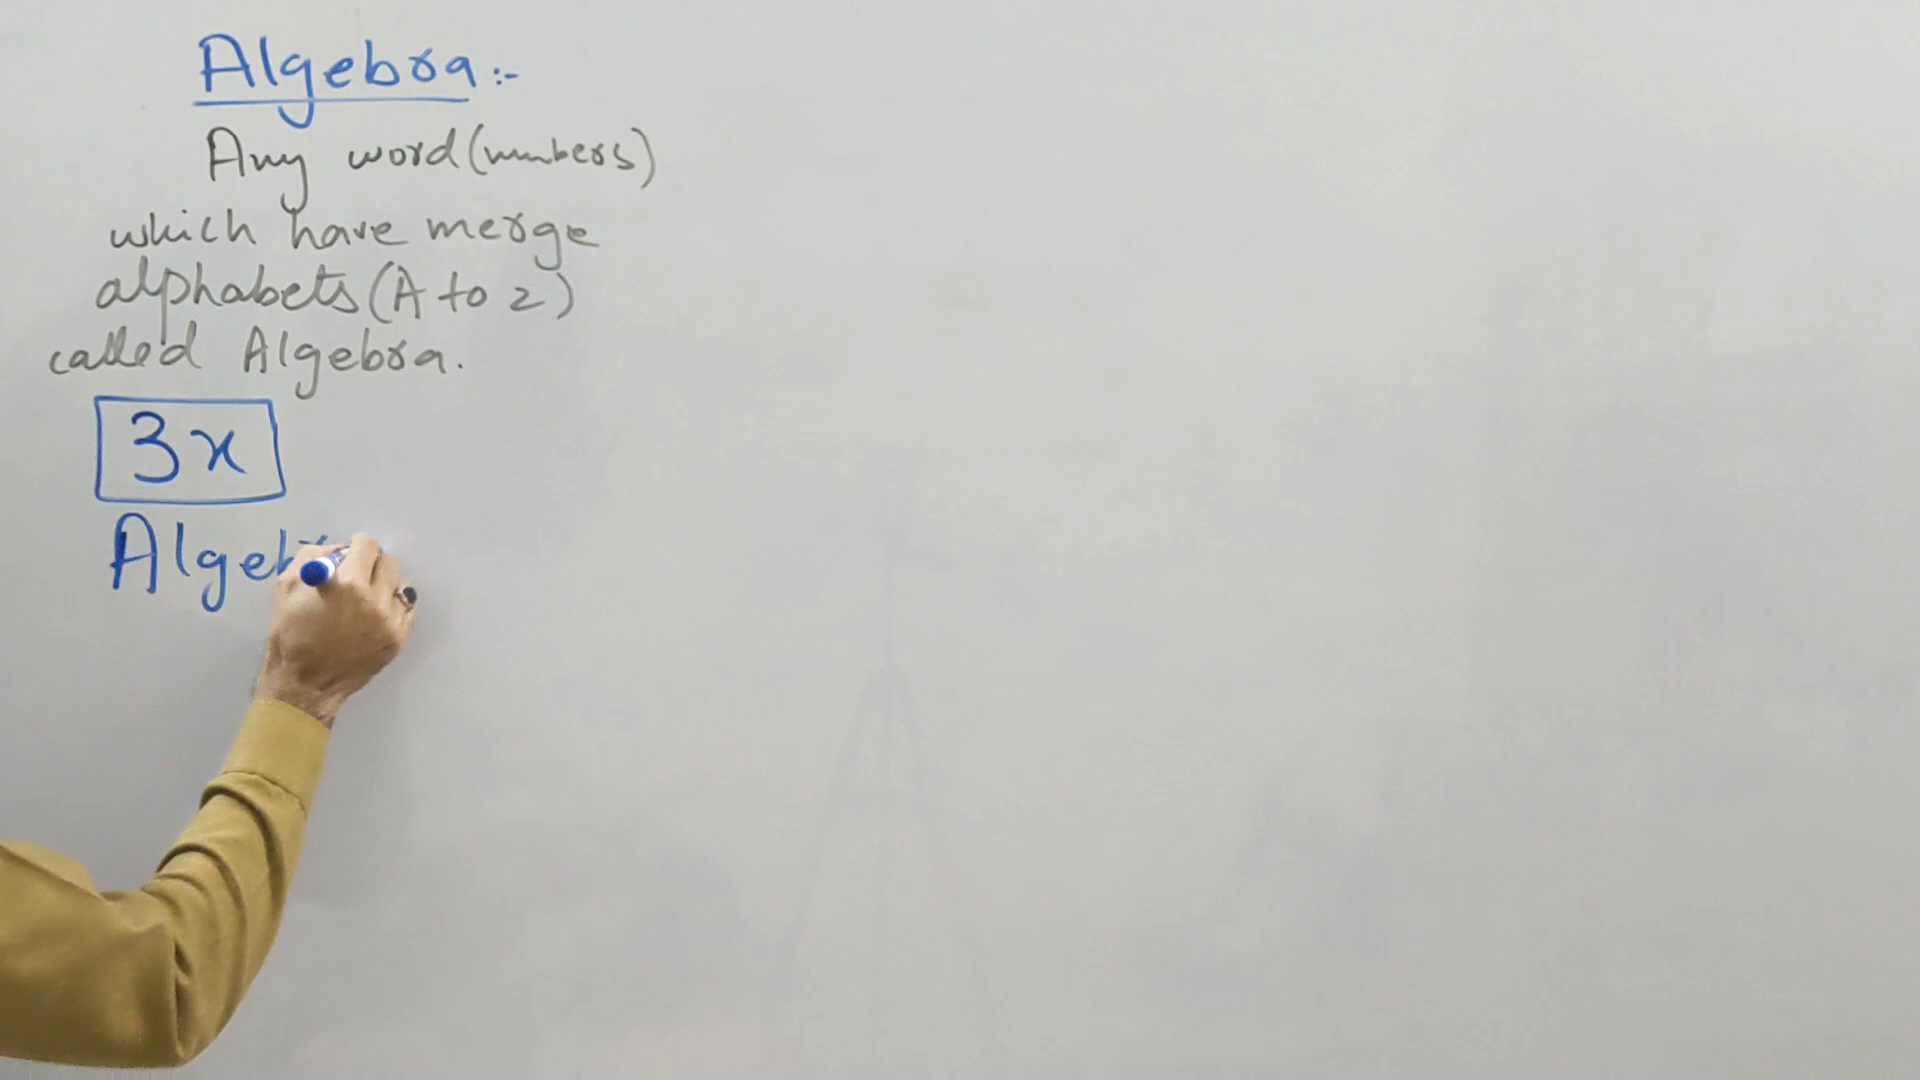 Algebra :-
Any word (numbers)
which have merge
alphabets (A to z)
called Algebra.
3x
Algeb